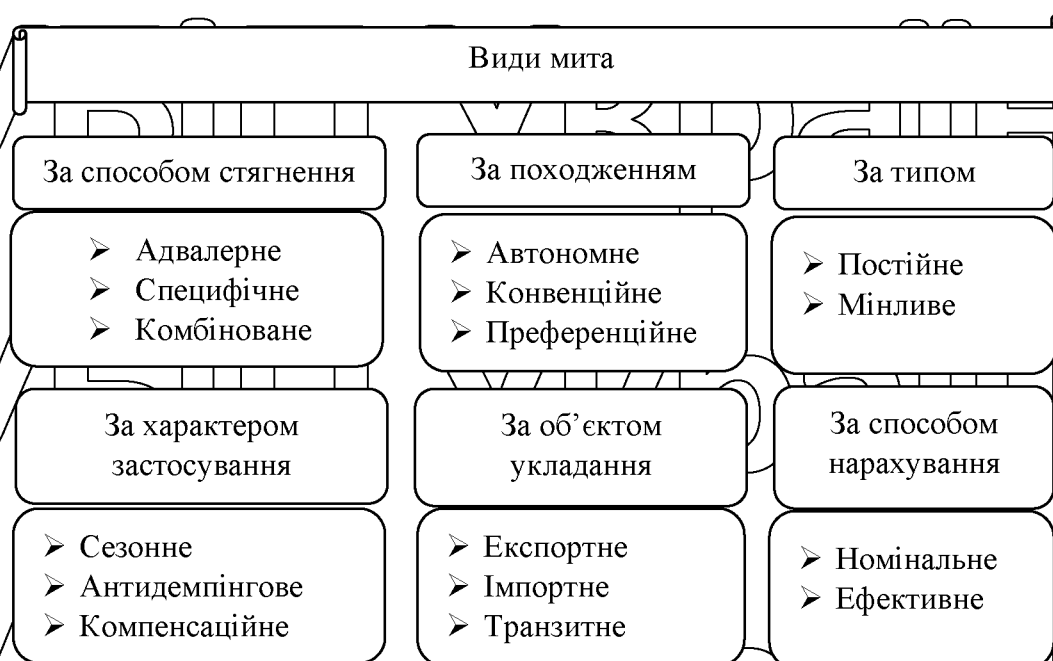 Види мита
За способом стягнення
Адвалерне
Специфічне
Комбіноване
За походженням
Автономне
Конвенційне
Преференційне
За типом
Постійне
Мінливе
За характером
застосування
Сезонне
Антидемпінгове
Компенсаційне
За об’єктом
укладання
Експортне
Імпортне
Транзитне
За способом
нарахування
Номінальне
Ефективне